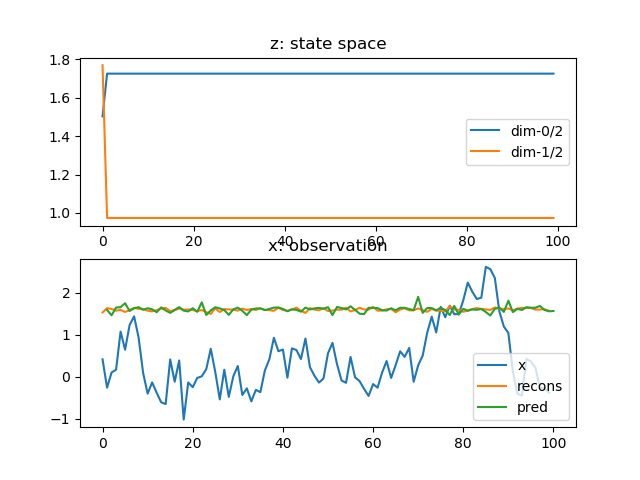 z: state space
1.8
1.6
1.4
1.2
1.0
dim-0/2
dim-1/2
0 20 40 60 80 100
x: observation
2
1
0
−1
x
recons
pred
0 20 40 60 80 100